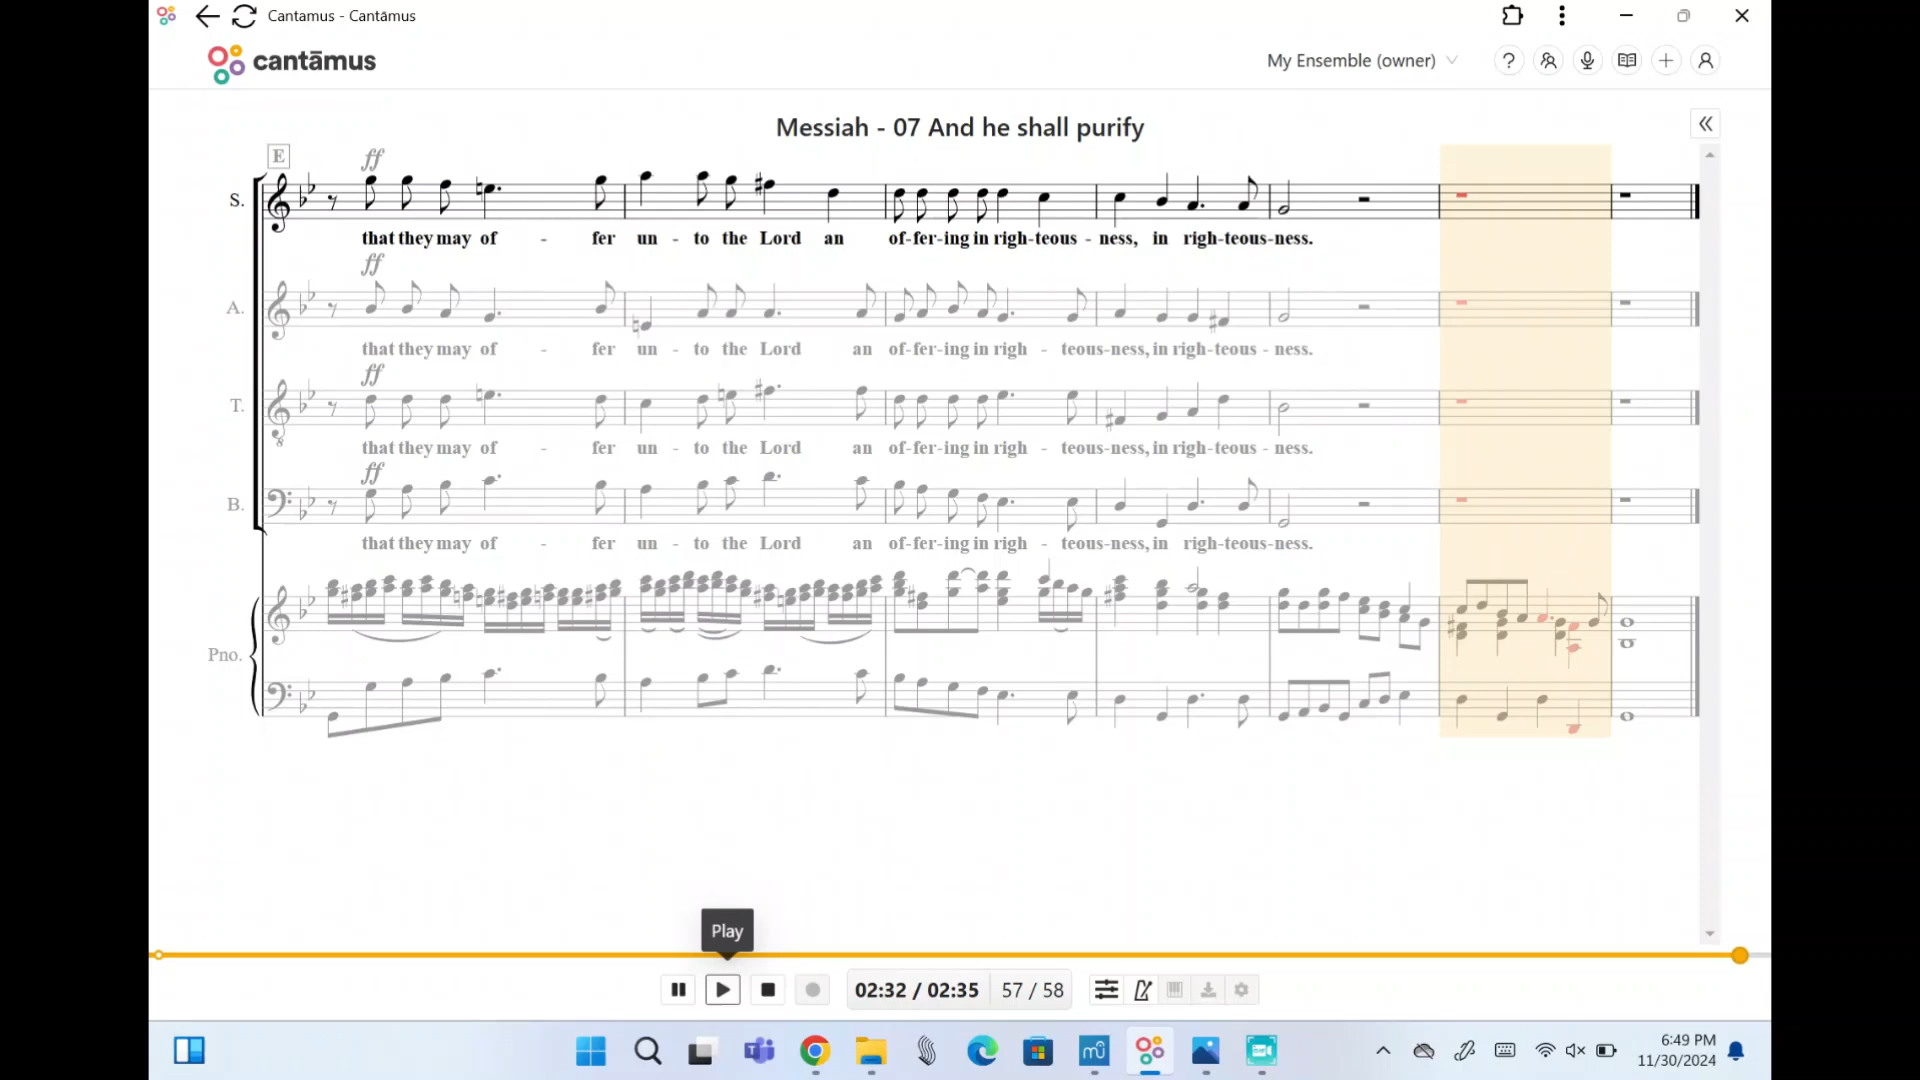 Cantamus - Cantāmus
cantāmus
My Ensemble (owner)
Messiah - 07 And he shall purify
E
ff
S.
that they may of - fer un - to the Lord an of-fer-ing in righ-teous - ness, in righ-teous-ness.
ff
A.
that they may of - fer un - to the Lord an of-fer-ing in righ - teous-ness, in righ-teous - ness.
ff
T.
8
that they may of - fer un - to the Lord an of-fer-ing in righ - teous-ness, in righ-teous - ness.
ff
B.
that they may of - fer un - to the Lord an of-fer-ing in righ - teous-ness, in righ-teous-ness.
Pno.
Play
02:32 / 02:35 57 / 58
6:49 PM
11/30/2024